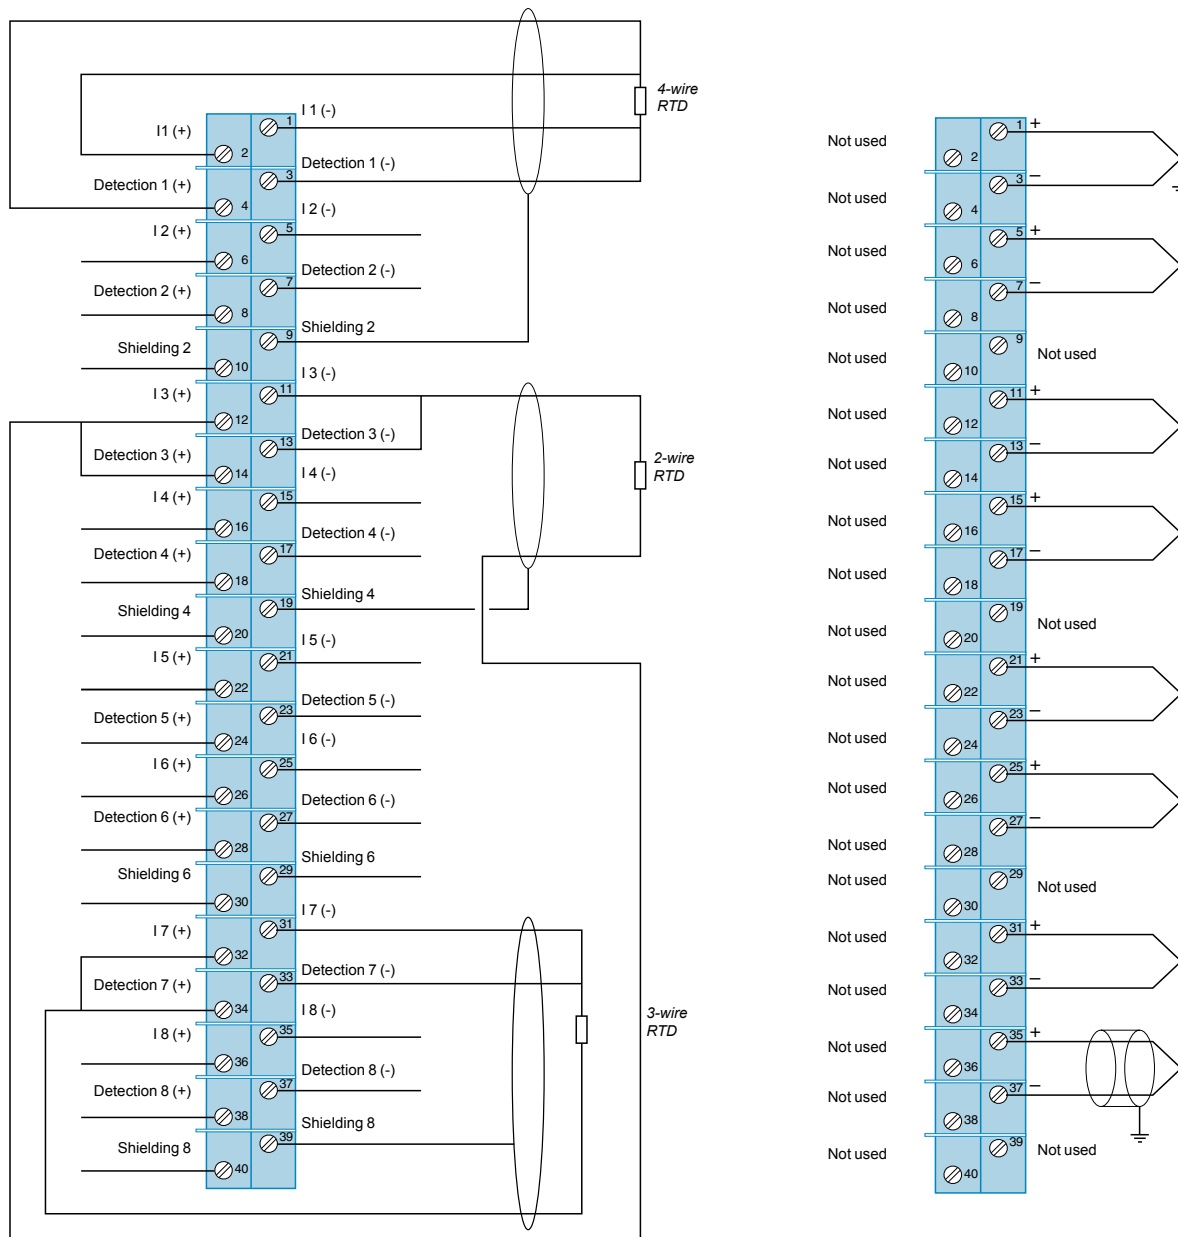 4-wire
RTD
I 1 (-)
1
I1 (+)
2
Detection 1 (-)
3
Detection 1 (+)
4
I 2 (-)
5
I 2 (+)
6
Detection 2 (-)
7
Detection 2 (+)
8
Shielding 2
9
Shielding 2
10
I 3 (-)
11
I 3 (+)
12
Detection 3 (-)
13
Detection 3 (+)
14
2-wire
RTD
I 4 (-)
15
I 4 (+)
16
Detection 4 (-)
17
Detection 4 (+)
18
Shielding 4
19
Shielding 4
20
I 5 (-)
21
I 5 (+)
22
Detection 5 (-)
23
Detection 5 (+)
24
I 6 (-)
25
I 6 (+)
26
Detection 6 (-)
27
Detection 6 (+)
28
Shielding 6
29
Shielding 6
30
I 7 (-)
31
I 7 (+)
32
Detection 7 (-)
33
Detection 7 (+)
34
3-wire
RTD
I 8 (-)
35
I 8 (+)
36
Detection 8 (-)
37
Detection 8 (+)
38
Shielding 8
39
Shielding 8
40
1 +
Not used
2
3 −
Not used
4
5 +
Not used
6
7 −
Not used
8
9
Not used
Not used
10
11 +
Not used
12
13 −
Not used
14
15 +
Not used
16
17 −
Not used
18
19
Not used
Not used
20
21 +
Not used
22
23 −
Not used
24
25 +
Not used
26
27 −
Not used
28
Not used
29
Not used
30
31 +
Not used
32
33 −
Not used
34
35 +
Not used
36
37 −
Not used
38
39
Not used
Not used
40